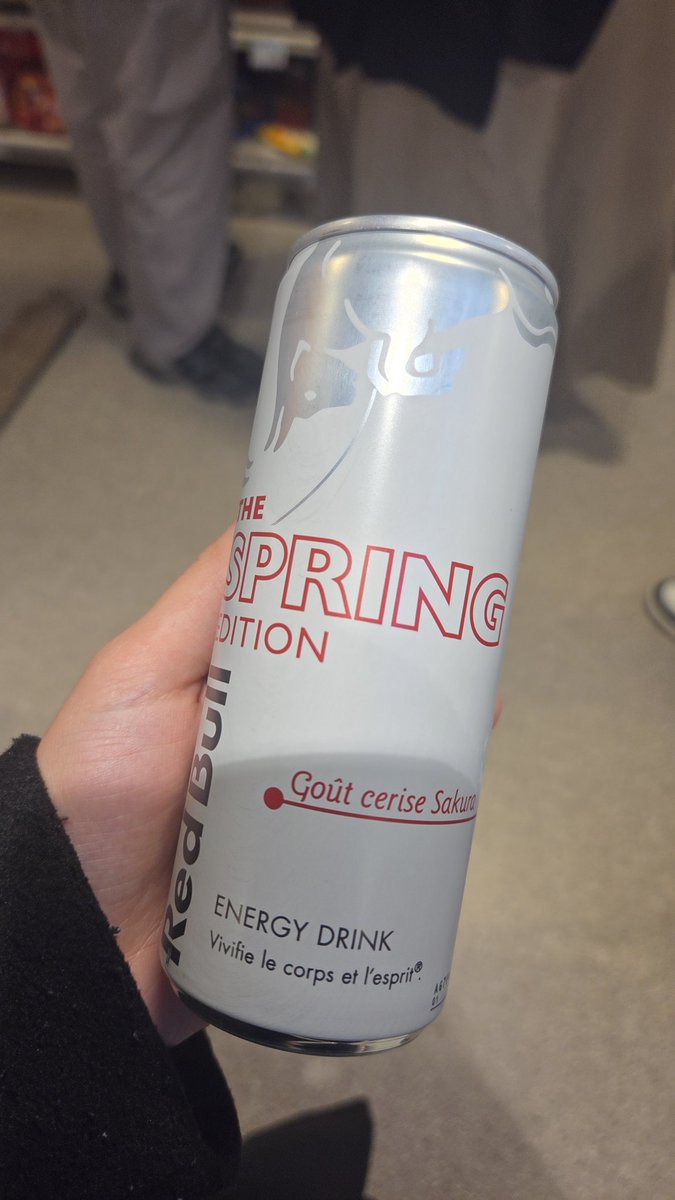 THE
SPRING
EDITION
Red Bull
Goût cerise Sakura
ENERGY DRINK
Vivifie le corps et l'esprit®.